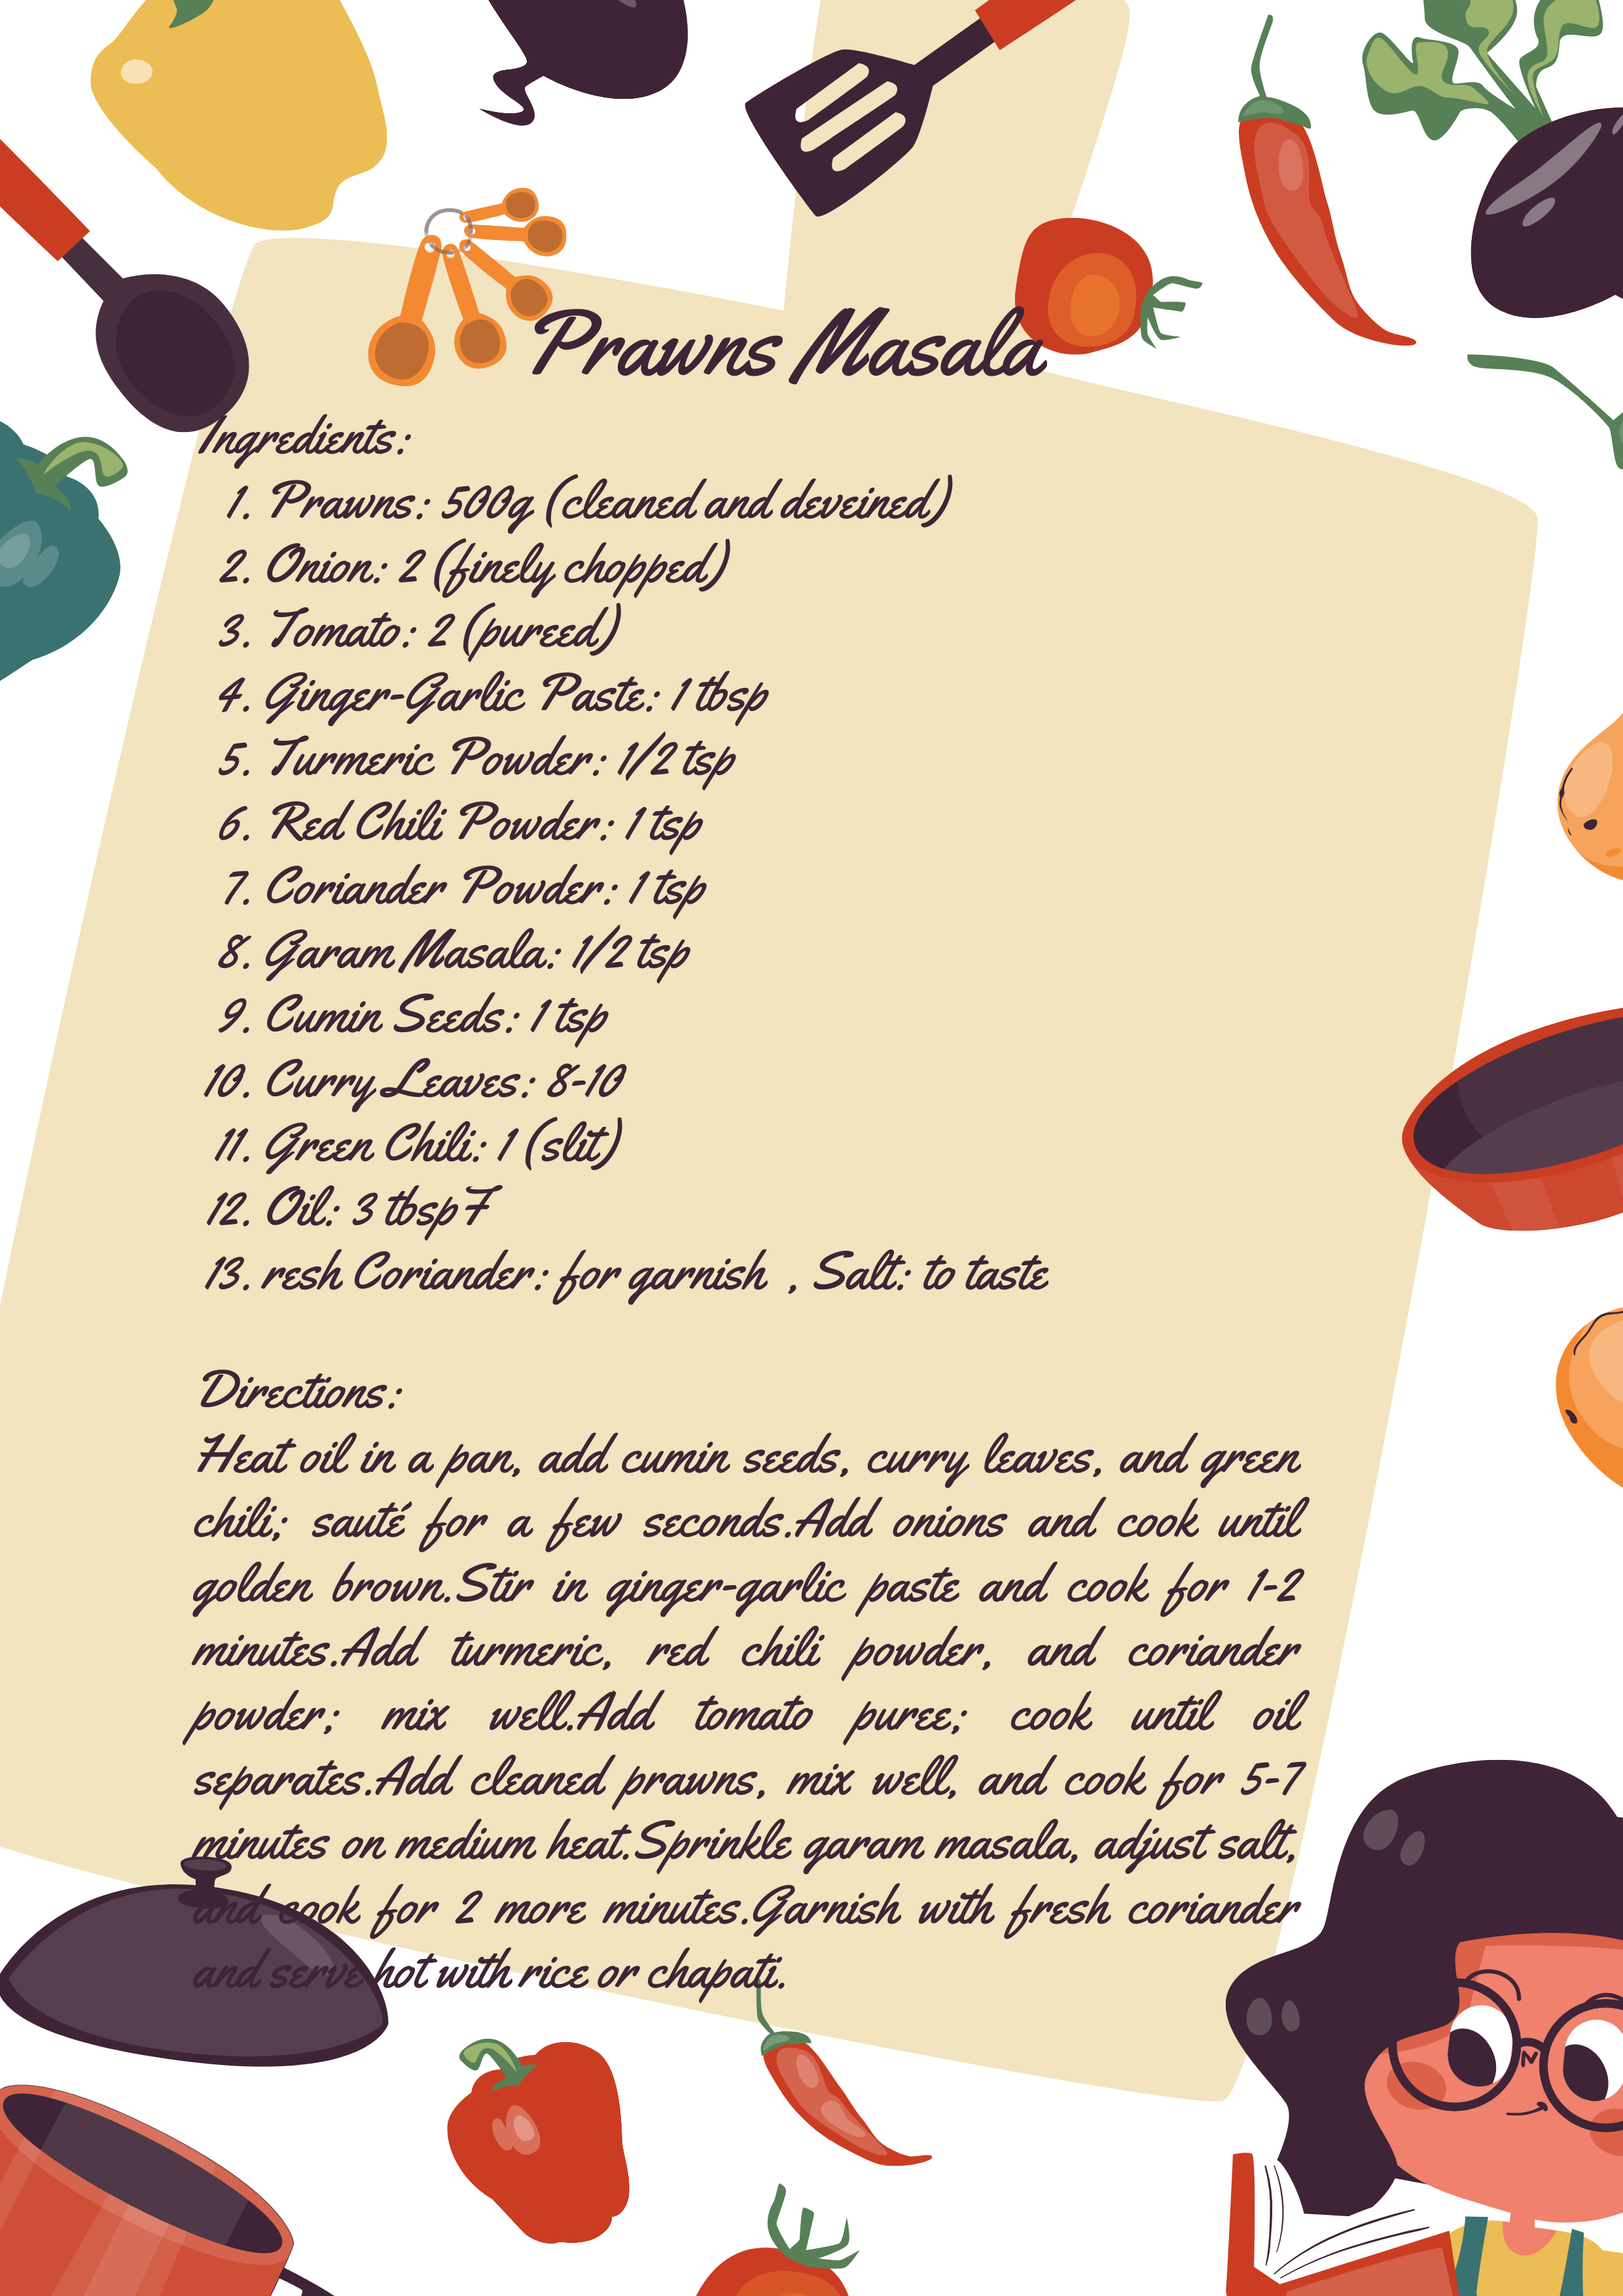 Prawns Masala
Ingredients:
1. Prawns: 500g (cleaned and deveined)
2. Onion: 2 (finely chopped)
3. Tomato: 2 (pureed)
4. Ginger-Garlic Paste: 1 tbsp
5. Turmeric Powder: 1/2 tsp
6. Red Chili Powder: 1 tsp
7. Coriander Powder: 1 tsp
8. Garam Masala: 1/2 tsp
9. Cumin Seeds: 1 tsp
10. Curry Leaves: 8-10
11. Green Chili: 1 (slit)
12. Oil: 3 tbspF
13. resh Coriander: for garnish , Salt: to taste
Directions:
Heat oil in a pan, add cumin seeds, curry leaves, and green
chili; sauté for a few seconds.Add onions and cook until
golden brown.Stir in ginger-garlic paste and cook for 1-2
minutes.Add turmeric, red chili powder, and coriander
powder; mix well.Add tomato puree; cook until oil
separates.Add cleaned prawns, mix well, and cook for 5-7
minutes on medium heat.Sprinkle garam masala, adjust salt,
and cook for 2 more minutes.Garnish with fresh coriander
and serve hot with rice or chapati.